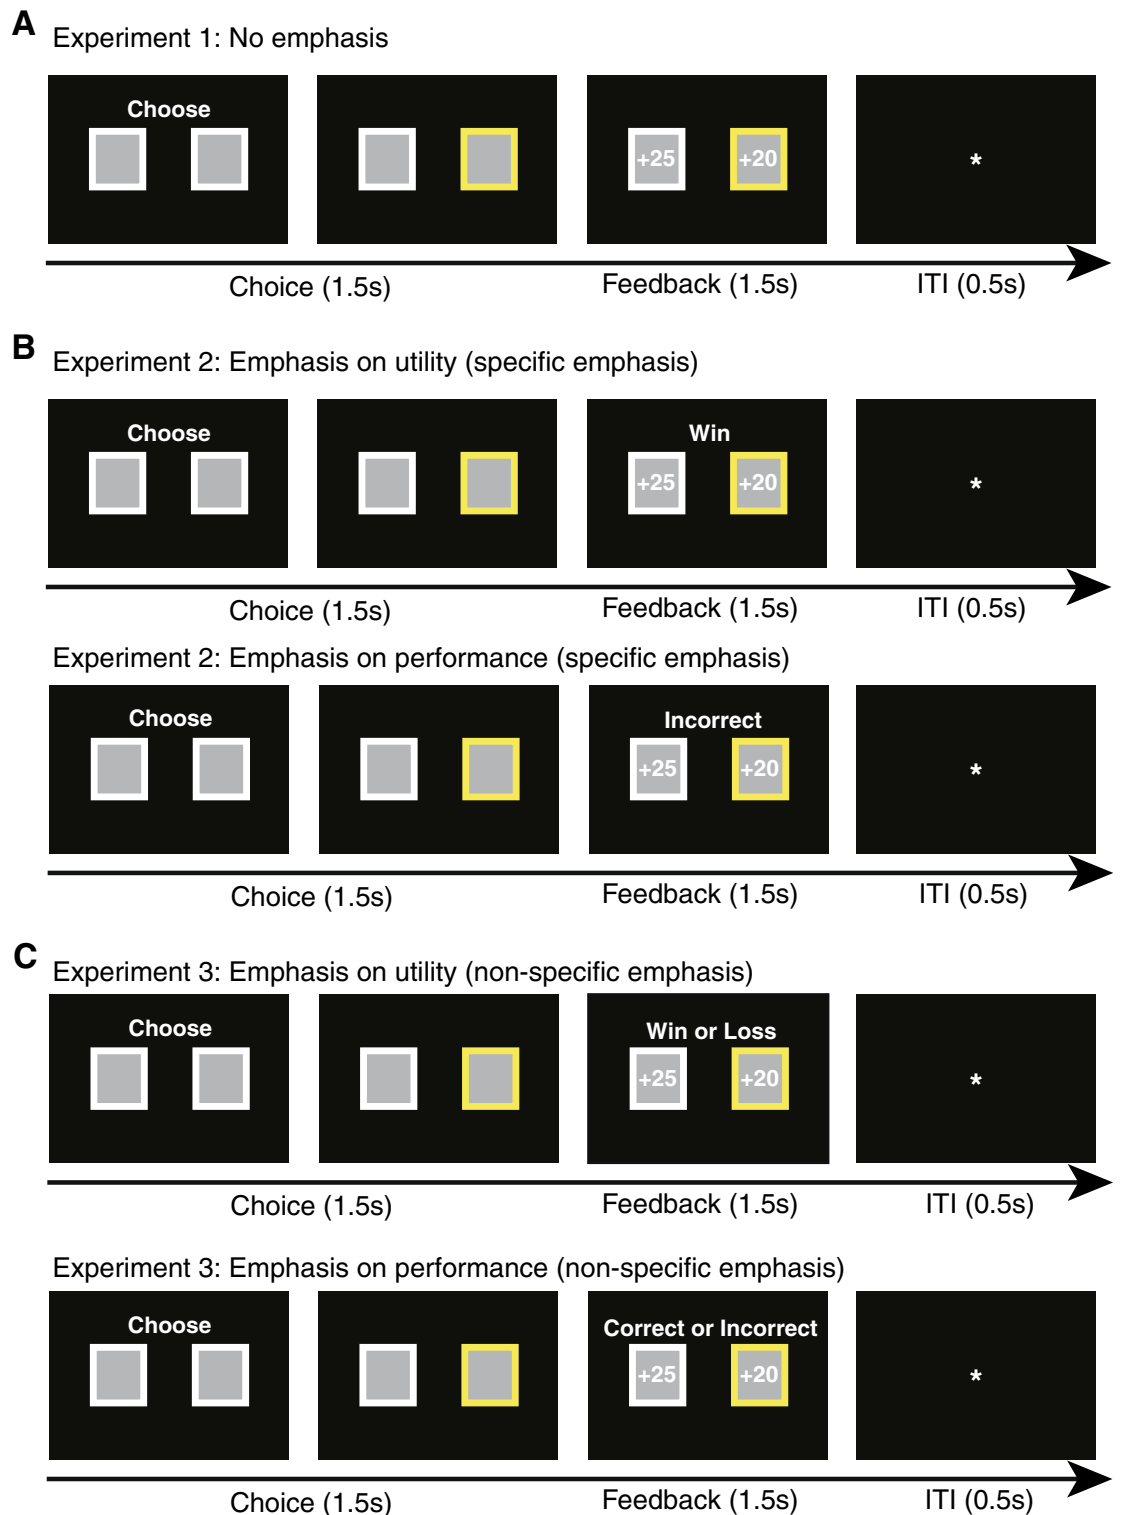 A
Experiment 1: No emphasis
Choose
+25 +20
*
Choice (1.5s) Feedback (1.5s) ITI (0.5s)
B
Experiment 2: Emphasis on utility (specific emphasis)
Choose Win
+25 +20
*
Choice (1.5s) Feedback (1.5s) ITI (0.5s)
Experiment 2: Emphasis on performance (specific emphasis)
Choose Incorrect
+25 +20
*
Choice (1.5s) Feedback (1.5s) ITI (0.5s)
C
Experiment 3: Emphasis on utility (non-specific emphasis)
Choose Win or Loss
+25 +20
*
Choice (1.5s) Feedback (1.5s) ITI (0.5s)
Experiment 3: Emphasis on performance (non-specific emphasis)
Choose Correct or Incorrect
+25 +20
*
Choice (1.5s) Feedback (1.5s) ITI (0.5s)